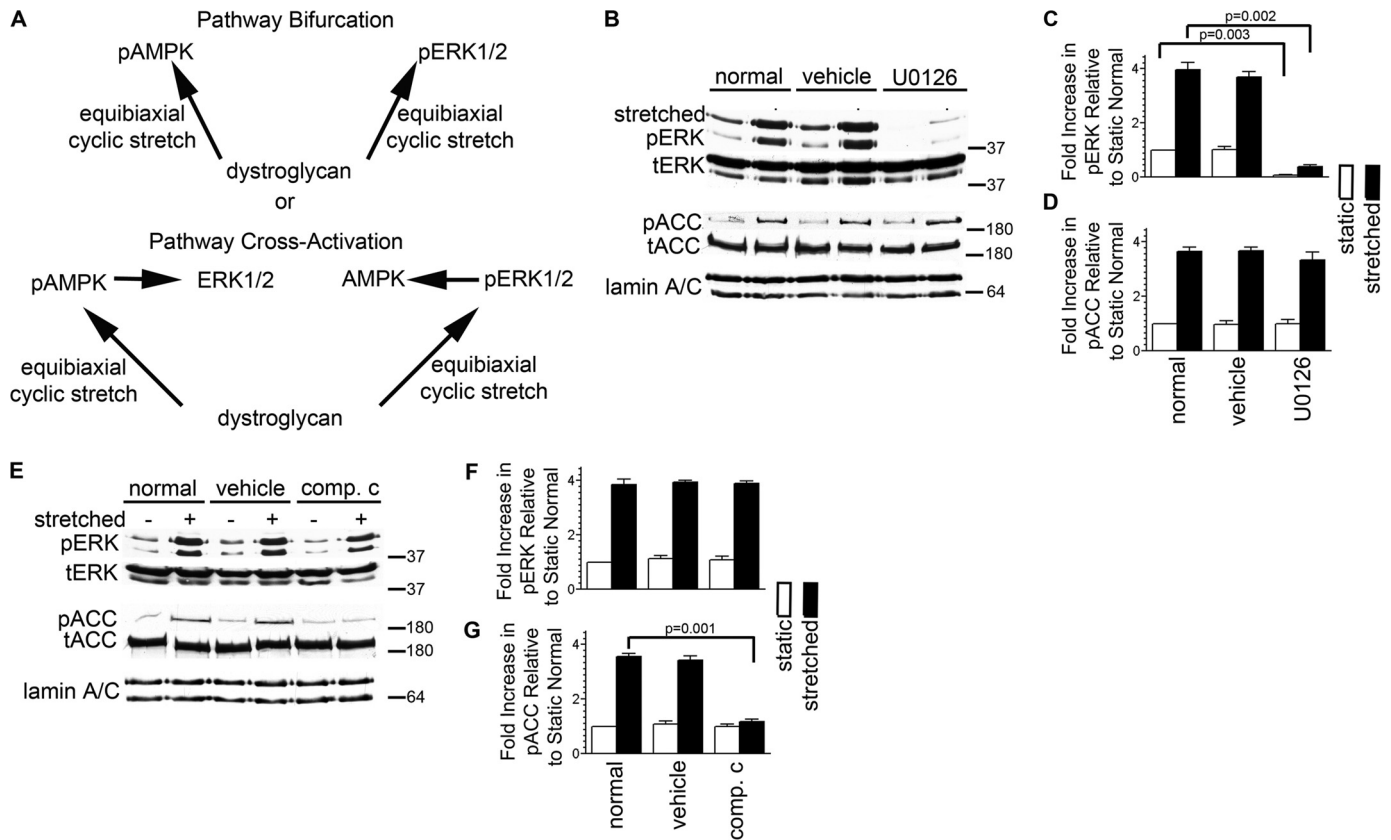 A
Pathway Bifurcation
pAMPK
pERK1/2
equibiaxial
cyclic stretch
equibiaxial
cyclic stretch
dystroglycan
or
Pathway Cross-Activation
pAMPK
ERK1/2
AMPK
pERK1/2
equibiaxial
cyclic stretch
equibiaxial
cyclic stretch
dystroglycan
B
normal vehicle U0126
stretched
pERK
37
tERK
37
pACC
180
tACC
180
lamin A/C
64
C
p=0.002
p=0.003
Fold Increase in
pERK Relative
to Static Normal
4
2
0
D
Fold Increase in
pACC Relative
to Static Normal
4
2
0
normal
vehicle
U0126
static
stretched
E
normal vehicle comp. c
stretched - + - + - +
pERK
37
tERK
37
pACC
180
tACC
180
lamin A/C
64
F
Fold Increase in
pERK Relative
to Static Normal
4
2
0
G
p=0.001
Fold Increase in
pACC Relative
to Static Normal
4
2
0
normal
vehicle
comp. c
static
stretched